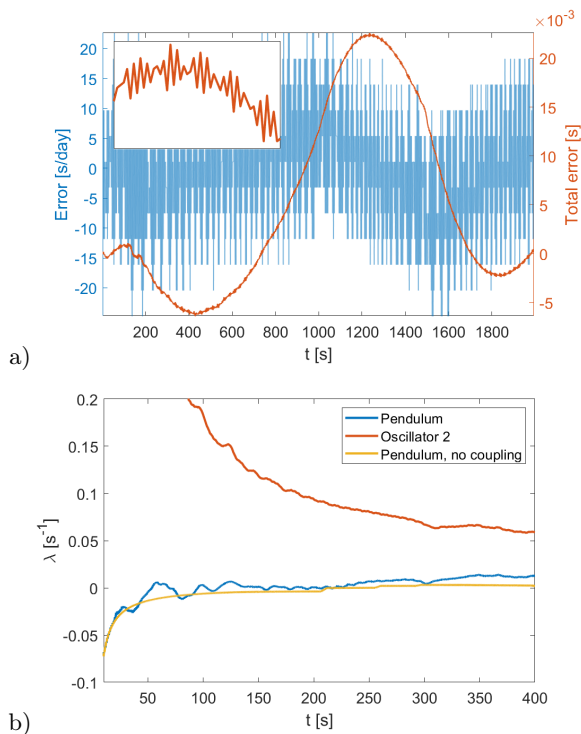 ×10⁻³
20
15
10
5
0
-5
-10
-15
-20
Error [s/day]
20
15
10
5
0
-5
Total error [s]
200 400 600 800 1000 1200 1400 1600 1800
t [s]
a)
0.2
0.15
0.1
0.05
0
-0.05
-0.1
λ [s⁻¹]
Pendulum
Oscillator 2
Pendulum, no coupling
50 100 150 200 250 300 350 400
t [s]
b)